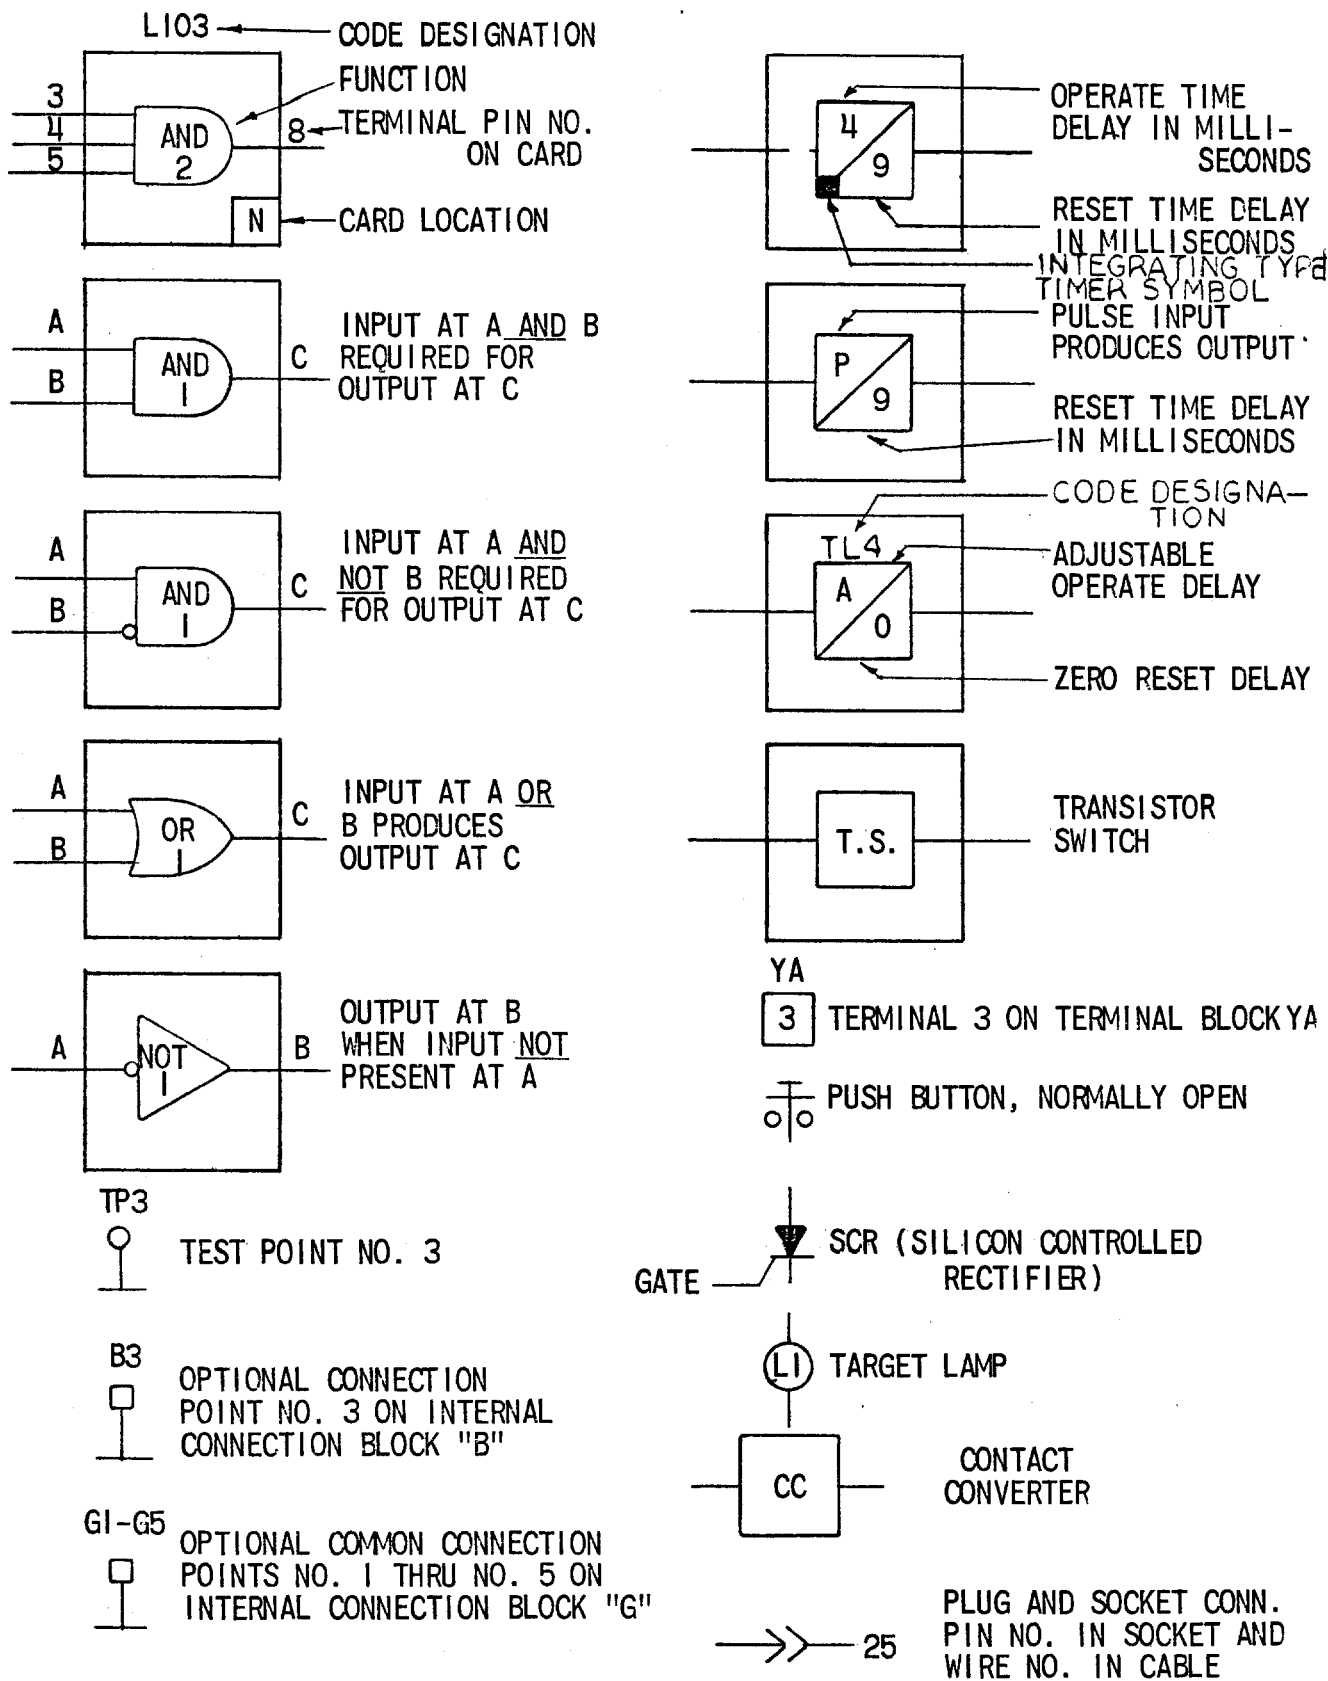 L103
CODE DESIGNATION
FUNCTION
3
4
5
AND
2
8
TERMINAL PIN NO.
ON CARD
N
CARD LOCATION
A
B
AND
1
C
INPUT AT A AND B
REQUIRED FOR
OUTPUT AT C
A
B
AND
1
C
INPUT AT A AND
NOT B REQUIRED
FOR OUTPUT AT C
A
B
OR
1
C
INPUT AT A OR
B PRODUCES
OUTPUT AT C
A
NOT
1
B
OUTPUT AT B
WHEN INPUT NOT
PRESENT AT A
TP3
TEST POINT NO. 3
B3
OPTIONAL CONNECTION
POINT NO. 3 ON INTERNAL
CONNECTION BLOCK "B"
G1-G5
OPTIONAL COMMON CONNECTION
POINTS NO. 1 THRU NO. 5 ON
INTERNAL CONNECTION BLOCK "G"
4
9
OPERATE TIME
DELAY IN MILLI-
SECONDS
RESET TIME DELAY
IN MILLISECONDS
INTEGRATING TYPE
TIMER SYMBOL
P
9
PULSE INPUT
PRODUCES OUTPUT
RESET TIME DELAY
IN MILLISECONDS
CODE DESIGNA-
TION
TL4
A
0
ADJUSTABLE
OPERATE DELAY
ZERO RESET DELAY
T.S.
TRANSISTOR
SWITCH
YA
3
TERMINAL 3 ON TERMINAL BLOCK YA
PUSH BUTTON, NORMALLY OPEN
GATE
SCR (SILICON CONTROLLED
RECTIFIER)
L1
TARGET LAMP
CC
CONTACT
CONVERTER
25
PLUG AND SOCKET CONN.
PIN NO. IN SOCKET AND
WIRE NO. IN CABLE